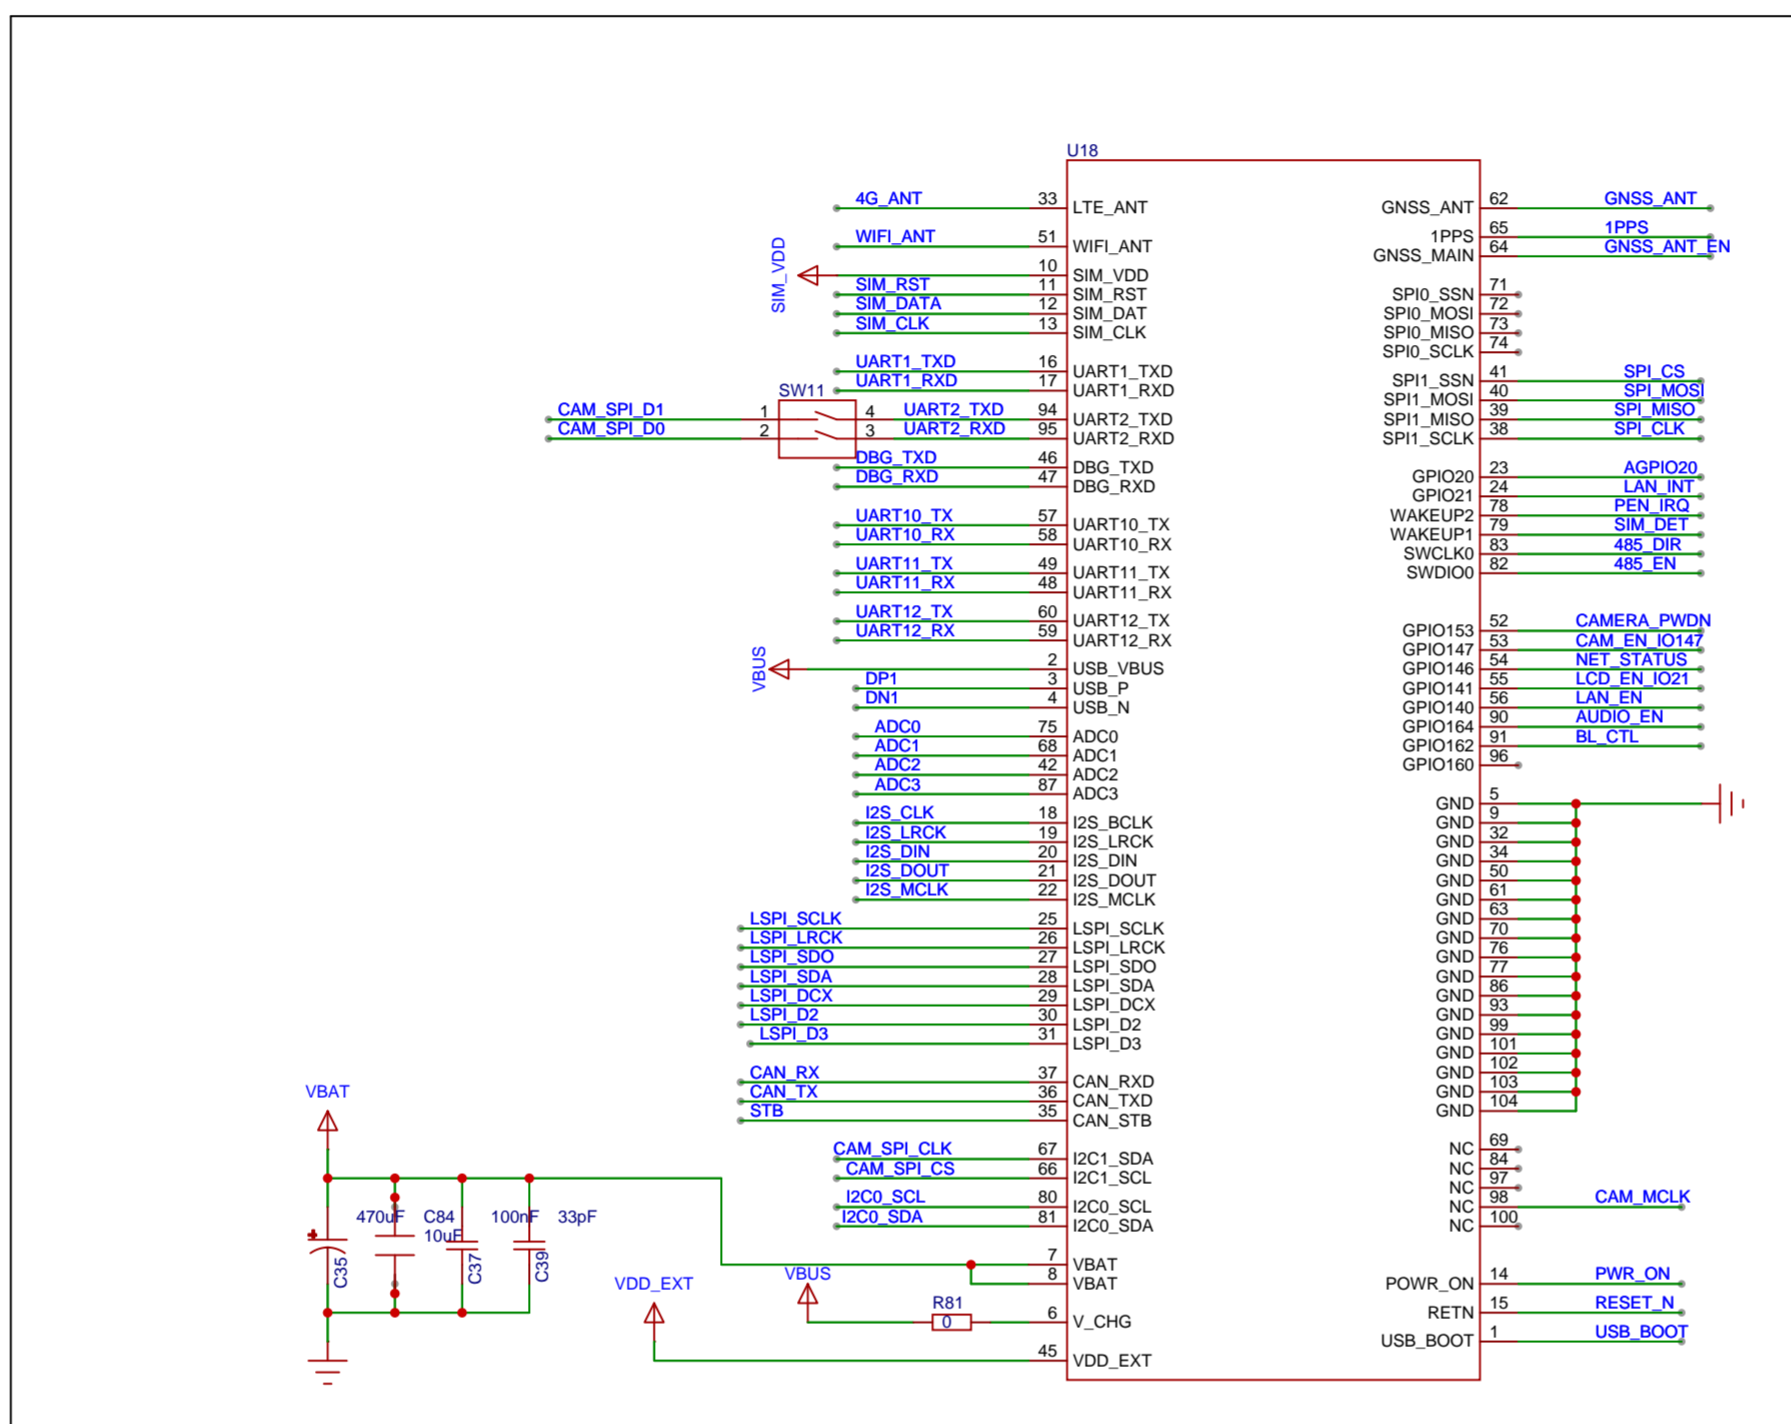 U18
4G_ANT 33 LTE_ANT
WIFI_ANT 51 WIFI_ANT
SIM_VDD 10 SIM_VDD
SIM_RST 11 SIM_RST
SIM_DATA 12 SIM_DAT
SIM_CLK 13 SIM_CLK
UART1_TXD 16 UART1_TXD
UART1_RXD 17 UART1_RXD
SW11
CAM_SPI_D1 1 4 UART2_TXD 94 UART2_TXD
CAM_SPI_D0 2 3 UART2_RXD 95 UART2_RXD
DBG_TXD 46 DBG_TXD
DBG_RXD 47 DBG_RXD
UART10_TX 57 UART10_TX
UART10_RX 58 UART10_RX
UART11_TX 49 UART11_TX
UART11_RX 48 UART11_RX
UART12_TX 60 UART12_TX
UART12_RX 59 UART12_RX
VBUS 2 USB_VBUS
DP1 3 USB_P
DN1 4 USB_N
ADC0 75 ADC0
ADC1 68 ADC1
ADC2 42 ADC2
ADC3 87 ADC3
I2S_CLK 18 I2S_BCLK
I2S_LRCK 19 I2S_LRCK
I2S_DIN 20 I2S_DIN
I2S_DOUT 21 I2S_DOUT
I2S_MCLK 22 I2S_MCLK
LSPI_SCLK 25 LSPI_SCLK
LSPI_LRCK 26 LSPI_LRCK
LSPI_SDO 27 LSPI_SDO
LSPI_SDA 28 LSPI_SDA
LSPI_DCX 29 LSPI_DCX
LSPI_D2 30 LSPI_D2
LSPI_D3 31 LSPI_D3
CAN_RX 37 CAN_RXD
CAN_TX 36 CAN_TXD
STB 35 CAN_STB
CAM_SPI_CLK 67 I2C1_SDA
CAM_SPI_CS 66 I2C1_SCL
I2C0_SCL 80 I2C0_SCL
I2C0_SDA 81 I2C0_SDA
7 VBAT
8 VBAT
VBUS
R81
0 6 V_CHG
VDD_EXT 45 VDD_EXT
VBAT
470uF C84 100nF 33pF
10uF
C35 C37 C39
GNSS_ANT 62 GNSS_ANT
1PPS 65 1PPS
GNSS_MAIN 64 GNSS_ANT_EN
SPI0_SSN 71
SPI0_MOSI 72
SPI0_MISO 73
SPI0_SCLK 74
SPI1_SSN 41 SPI_CS
SPI1_MOSI 40 SPI_MOSI
SPI1_MISO 39 SPI_MISO
SPI1_SCLK 38 SPI_CLK
GPIO20 23 AGPIO20
GPIO21 24 LAN_INT
WAKEUP2 78 PEN_IRQ
WAKEUP1 79 SIM_DET
SWCLK0 83 485_DIR
SWDIO0 82 485_EN
GPIO153 52 CAMERA_PWDN
GPIO147 53 CAM_EN_IO147
GPIO146 54 NET_STATUS
GPIO141 55 LCD_EN_IO21
GPIO140 56 LAN_EN
GPIO164 90 AUDIO_EN
GPIO162 91 BL_CTL
GPIO160 96
GND 5
GND 9
GND 32
GND 34
GND 50
GND 61
GND 63
GND 70
GND 76
GND 77
GND 86
GND 93
GND 99
GND 101
GND 102
GND 103
GND 104
NC 69
NC 84
NC 97
NC 98 CAM_MCLK
NC 100
POWR_ON 14 PWR_ON
RETN 15 RESET_N
USB_BOOT 1 USB_BOOT